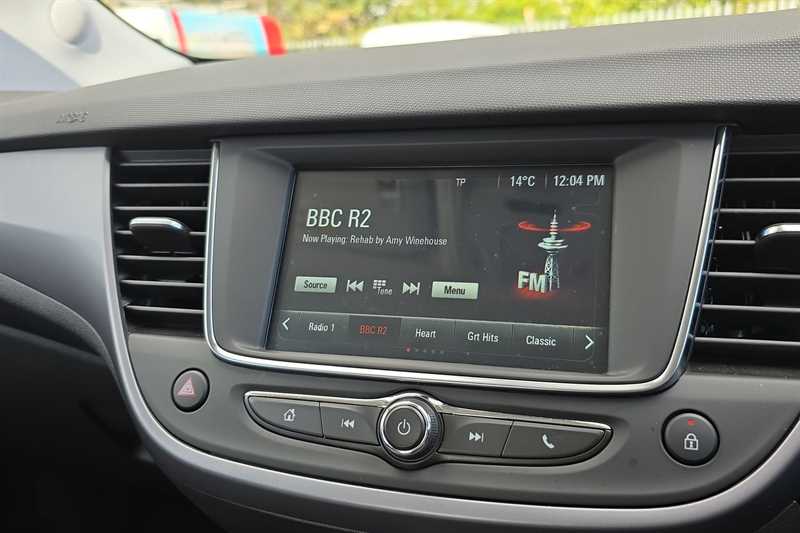 TP 14°C 12:04 PM
BBC R2
Now Playing: Rehab by Amy Winehouse
FM
Source Tune Menu
Radio 1 BBC R2 Heart Grt Hits Classic